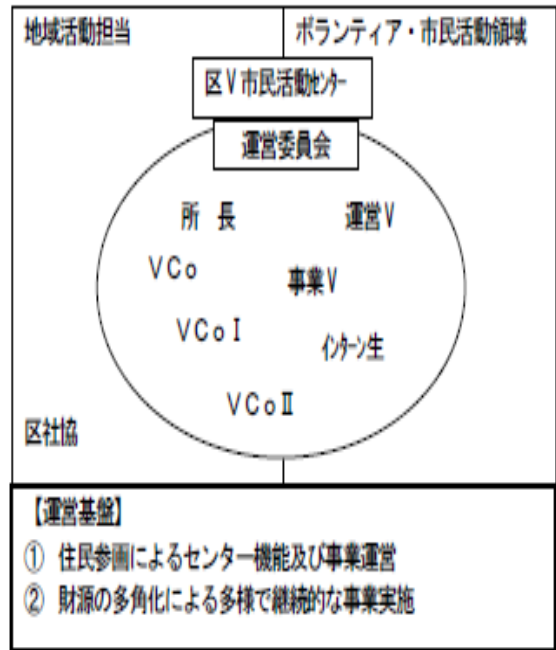 地域活動担当
ボランティア・市民活動領域
区V市民活動センター
運営委員会
所 長
運営V
VCo
事業V
VCoⅠ
インターン生
VCoⅡ
区社協
【運営基盤】
① 住民参画によるセンター機能及び事業運営
② 財源の多角化による多様で継続的な事業実施